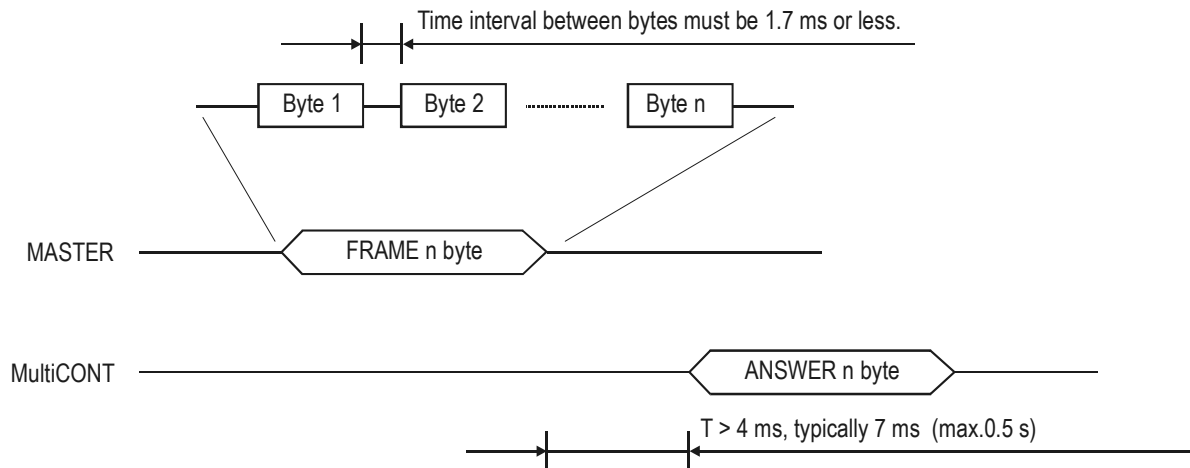 Time interval between bytes must be 1.7 ms or less.
Byte 1
Byte 2
Byte n
MASTER
FRAME n byte
MultiCONT
ANSWER n byte
T > 4 ms, typically 7 ms (max.0.5 s)